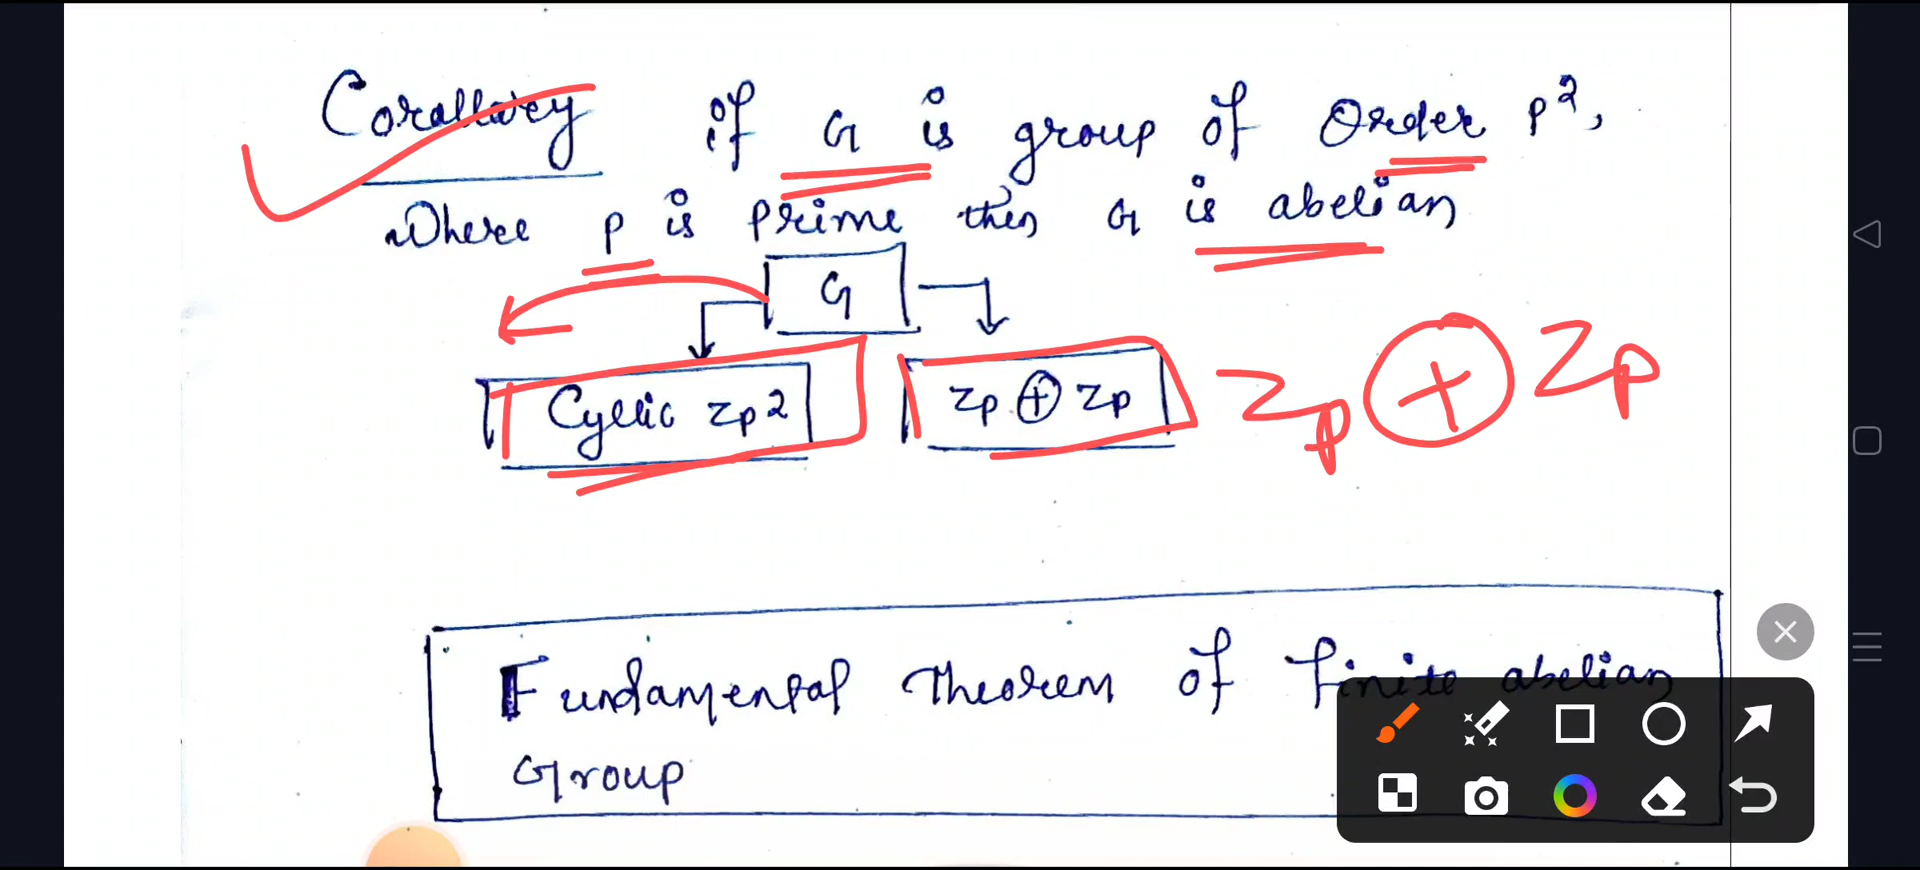 Corallary if G is group of Order p²,
Where p is prime then G is abelian
G
Cyclic Zp2
Zp ⊕ Zp
Zp ⊕ Zp
Fundamental Theorem of finite abelian
Group